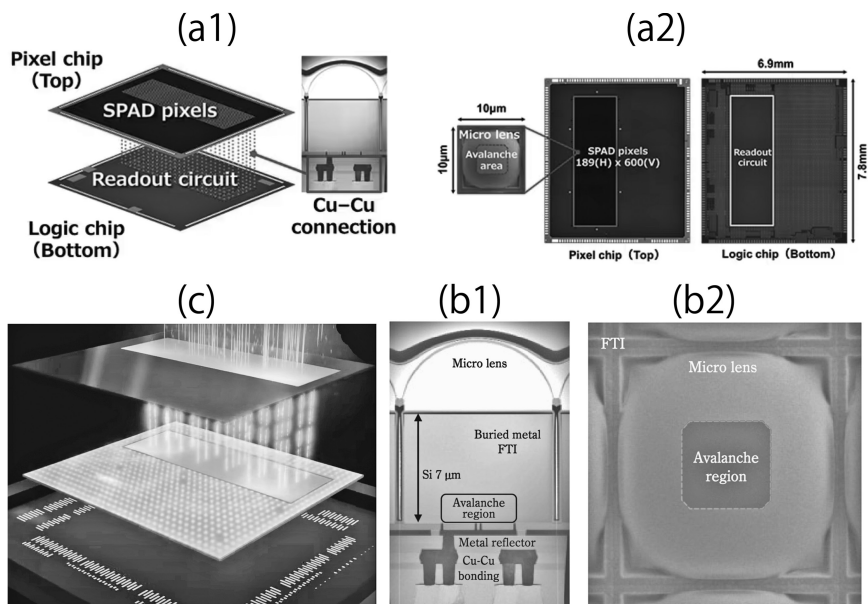 (a1)
Pixel chip
(Top)
SPAD pixels
Readout circuit
Logic chip
(Bottom)
Cu–Cu
connection
(a2)
6.9mm
10μm
10μm
Micro lens
Avalanche
area
SPAD pixels
189(H) x 600(V)
Readout
circuit
7.8mm
Pixel chip (Top)
Logic chip (Bottom)
(c)
(b1)
Micro lens
Buried metal
FTI
Si 7 μm
Avalanche
region
Metal reflector
Cu-Cu
bonding
(b2)
FTI
Micro lens
Avalanche
region